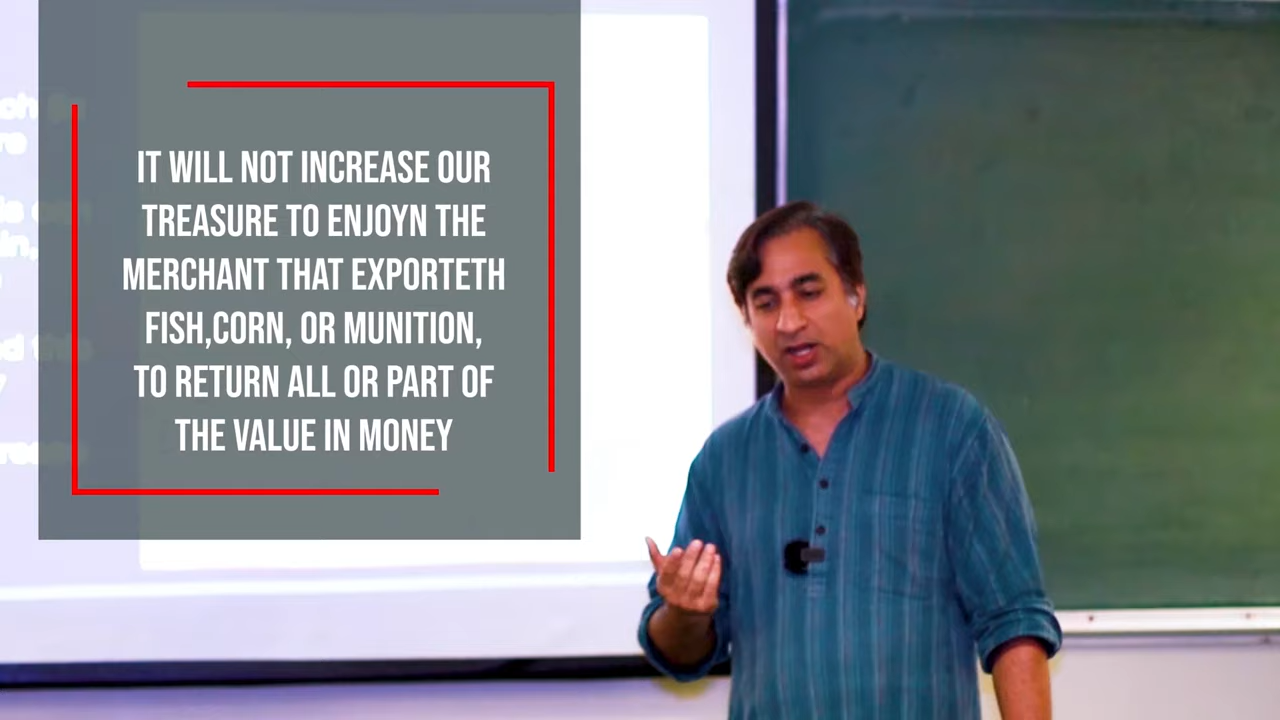 IT WILL NOT INCREASE OUR
TREASURE TO ENJOYN THE
MERCHANT THAT EXPORTETH
FISH,CORN, OR MUNITION,
TO RETURN ALL OR PART OF
THE VALUE IN MONEY